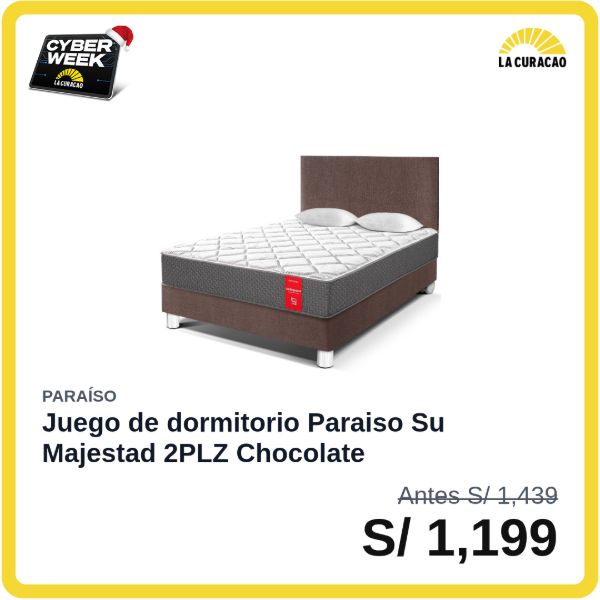 CYBER
WEEK
LA CURACAO
LA CURACAO
PARAÍSO
Juego de dormitorio Paraiso Su
Majestad 2PLZ Chocolate
Antes S/ 1,439
S/ 1,199